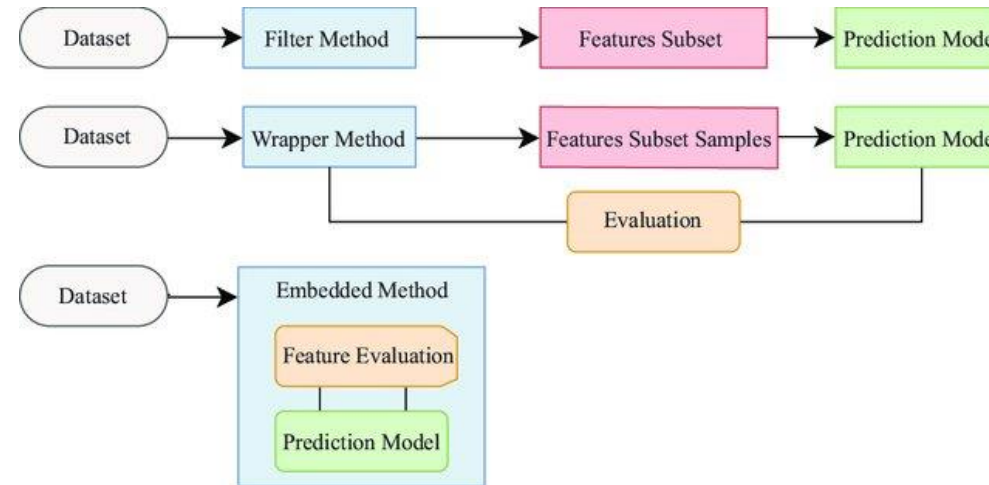 Dataset
Filter Method
Features Subset
Prediction Mode
Dataset
Wrapper Method
Features Subset Samples
Prediction Mode
Evaluation
Dataset
Embedded Method
Feature Evaluation
Prediction Model